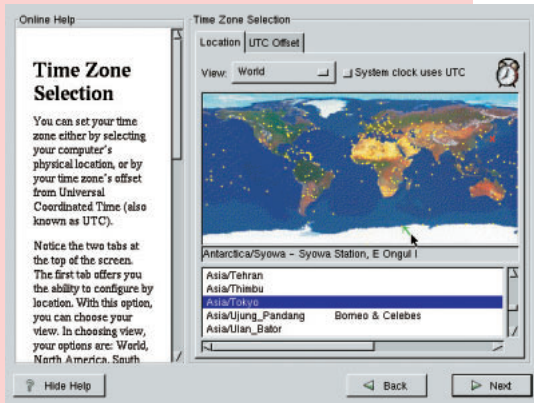 Online Help
Time Zone
Selection
You can set your time
zone either by selecting
your computer's
physical location, or by
your time zone's offset
from Universal
Coordinated Time (also
known as UTC).
Notice the two tabs at
the top of the screen.
The first tab offers you
the ability to configure by
location. With this option,
you can choose your
view. In choosing view,
your options are: World,
North America, South
Time Zone Selection
Location
UTC Offset
View: World
System clock uses UTC
Antarctica/Syowa – Syowa Station, E Ongul I
Asia/Tehran
Asia/Thimbu
Asia/Tokyo
Asia/Ujung_Pandang Borneo & Celebes
Asia/Ulan_Bator
? Hide Help
Back
Next